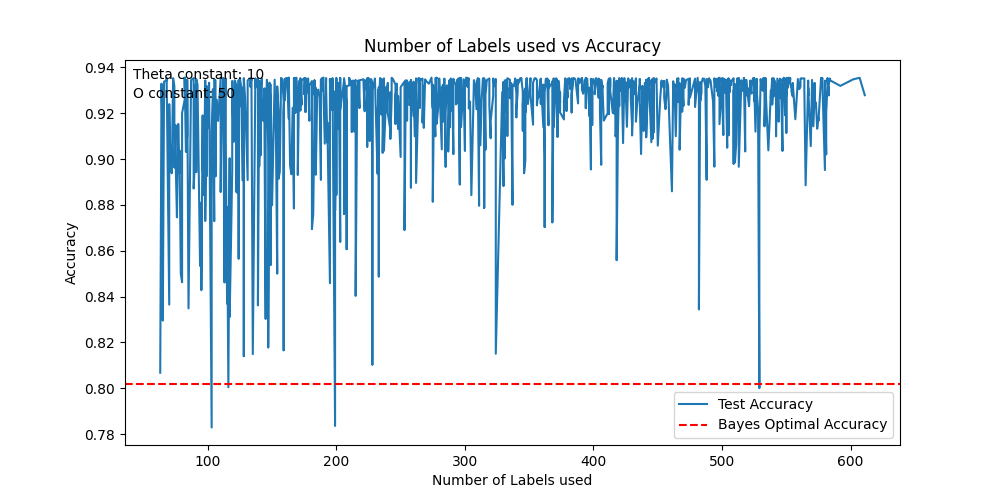 Number of Labels used vs Accuracy
Theta constant: 10
O constant: 50
0.94
0.92
0.90
0.88
0.86
0.84
0.82
0.80
0.78
Accuracy
Test Accuracy
Bayes Optimal Accuracy
100 200 300 400 500 600
Number of Labels used